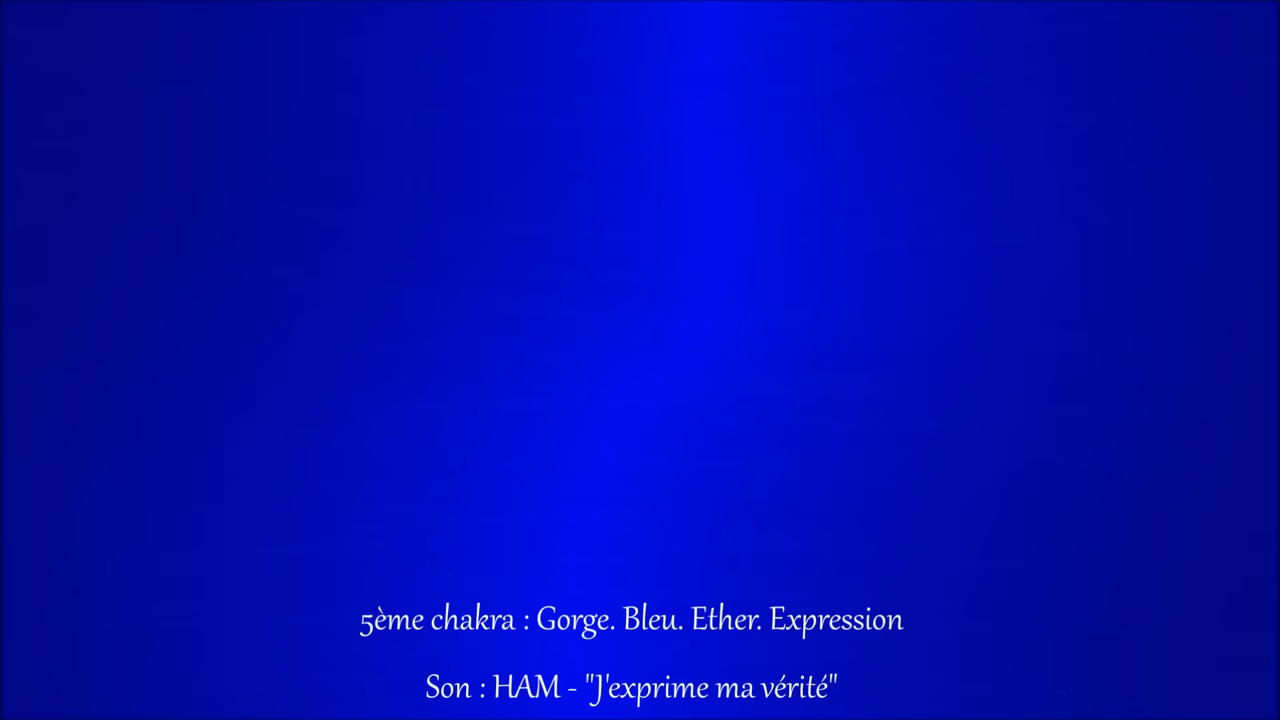 5ème chakra : Gorge. Bleu. Ether. Expression
Son : HAM - "J'exprime ma vérité"